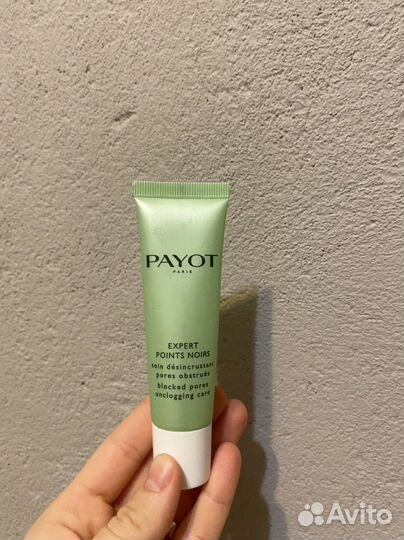 PAYOT
PARIS
EXPERT
POINTS NOIRS
soin désincrustant
pores obstrués
blocked pores
unclogging care
Avito